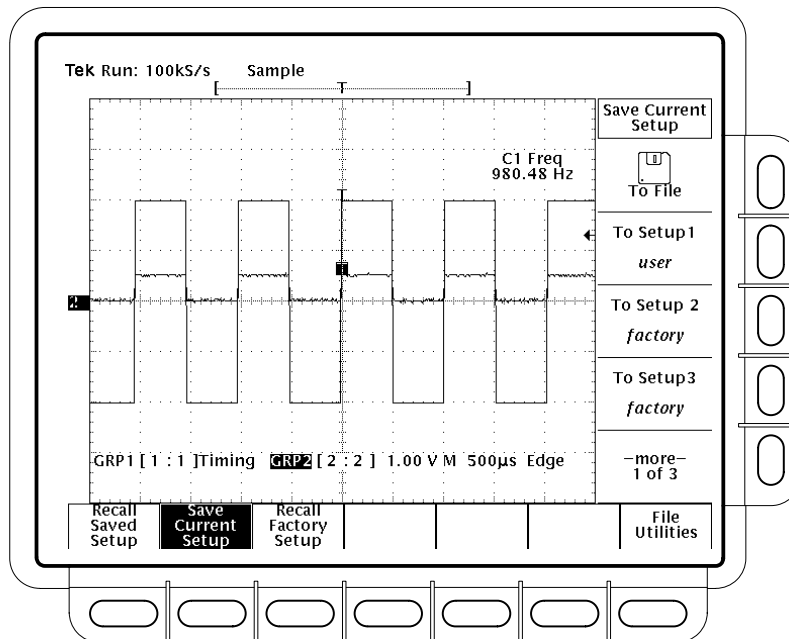 Tek Run: 100kS/s Sample
[ T ]
Save Current
Setup
C1 Freq
980.48 Hz
To File
To Setup1
user
To Setup 2
factory
To Setup3
factory
GRP1 [ 1 : 1 ]Timing GRP2 [ 2 : 2 ] 1.00 V M 500µs Edge
–more–
1 of 3
Recall
Saved
Setup
Save
Current
Setup
Recall
Factory
Setup
File
Utilities